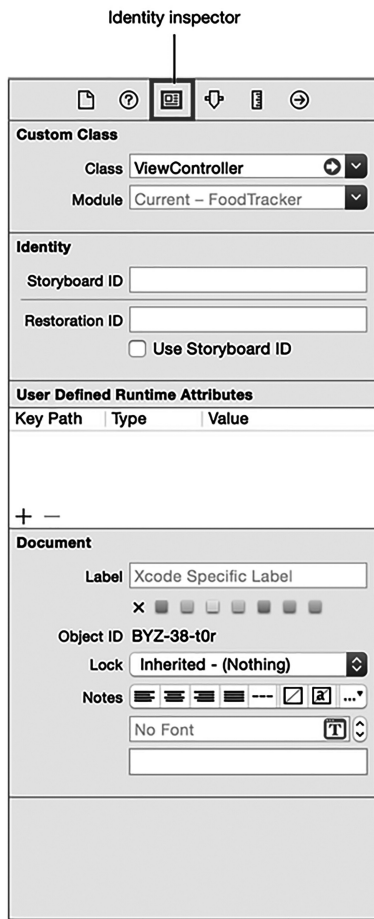 Identity inspector
Custom Class
Class ViewController
Module Current – FoodTracker
Identity
Storyboard ID
Restoration ID
Use Storyboard ID
User Defined Runtime Attributes
Key Path Type Value
+ –
Document
Label Xcode Specific Label
Object ID BYZ-38-t0r
Lock Inherited - (Nothing)
Notes
No Font